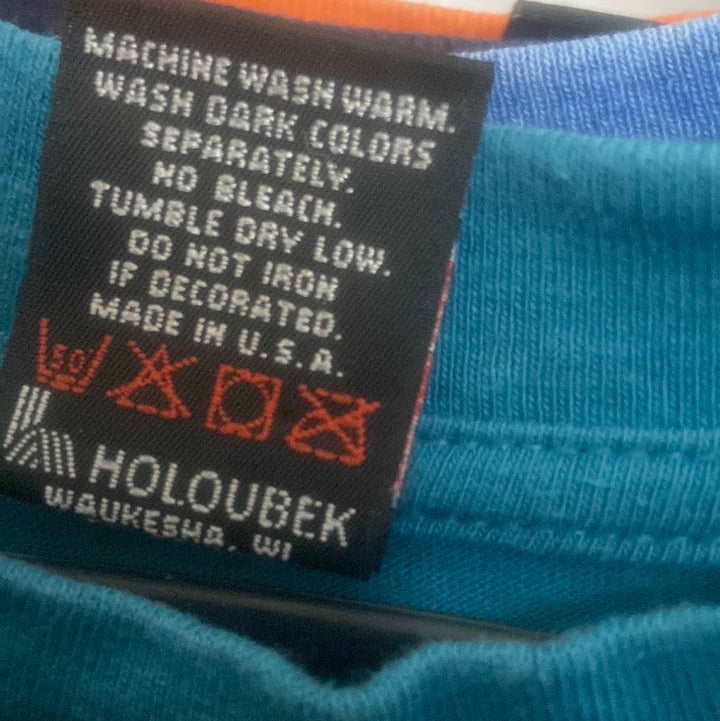 MACHINE WASH WARM.
WASH DARK COLORS
SEPARATELY.
NO BLEACH.
TUMBLE DRY LOW.
DO NOT IRON
IF DECORATED.
MADE IN U.S.A.
50
HOLOUBEK
WAUKESHA, WI